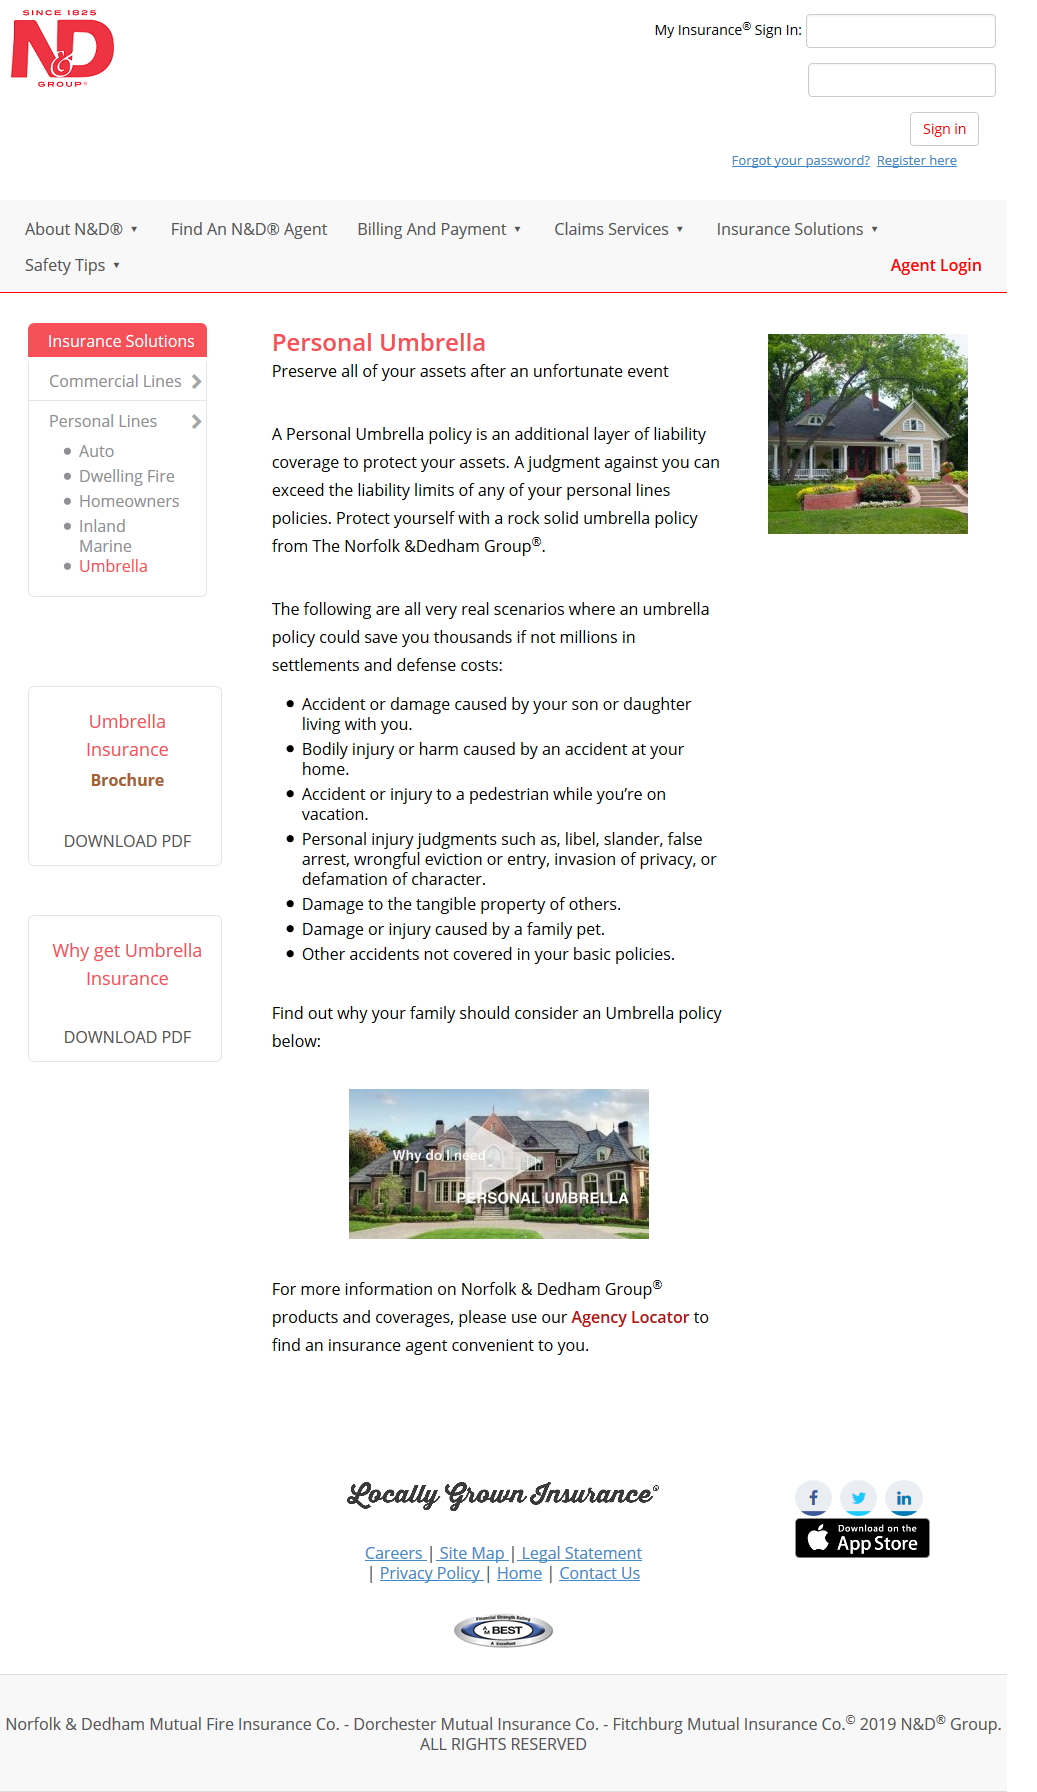 SINCE 1825
N&D
GROUP®
My Insurance® Sign In:
Sign in
Forgot your password? Register here
About N&D® ▼ Find An N&D® Agent Billing And Payment ▼ Claims Services ▼ Insurance Solutions ▼
Safety Tips ▼ Agent Login
Insurance Solutions
Commercial Lines
Personal Lines
Auto
Dwelling Fire
Homeowners
Inland
Marine
Umbrella
Umbrella
Insurance
Brochure
DOWNLOAD PDF
Why get Umbrella
Insurance
DOWNLOAD PDF
Personal Umbrella
Preserve all of your assets after an unfortunate event
A Personal Umbrella policy is an additional layer of liability
coverage to protect your assets. A judgment against you can
exceed the liability limits of any of your personal lines
policies. Protect yourself with a rock solid umbrella policy
from The Norfolk &Dedham Group®.
The following are all very real scenarios where an umbrella
policy could save you thousands if not millions in
settlements and defense costs:
• Accident or damage caused by your son or daughter
living with you.
• Bodily injury or harm caused by an accident at your
home.
• Accident or injury to a pedestrian while you’re on
vacation.
• Personal injury judgments such as, libel, slander, false
arrest, wrongful eviction or entry, invasion of privacy, or
defamation of character.
• Damage to the tangible property of others.
• Damage or injury caused by a family pet.
• Other accidents not covered in your basic policies.
Find out why your family should consider an Umbrella policy
below:
Why do I need
PERSONAL UMBRELLA
For more information on Norfolk & Dedham Group®
products and coverages, please use our Agency Locator to
find an insurance agent convenient to you.
Locally Grown Insurance®
Careers | Site Map | Legal Statement
| Privacy Policy | Home | Contact Us
Financial Strength Rating
AM BEST
A Excellent
Download on the
App Store
Norfolk & Dedham Mutual Fire Insurance Co. - Dorchester Mutual Insurance Co. - Fitchburg Mutual Insurance Co.© 2019 N&D® Group.
ALL RIGHTS RESERVED